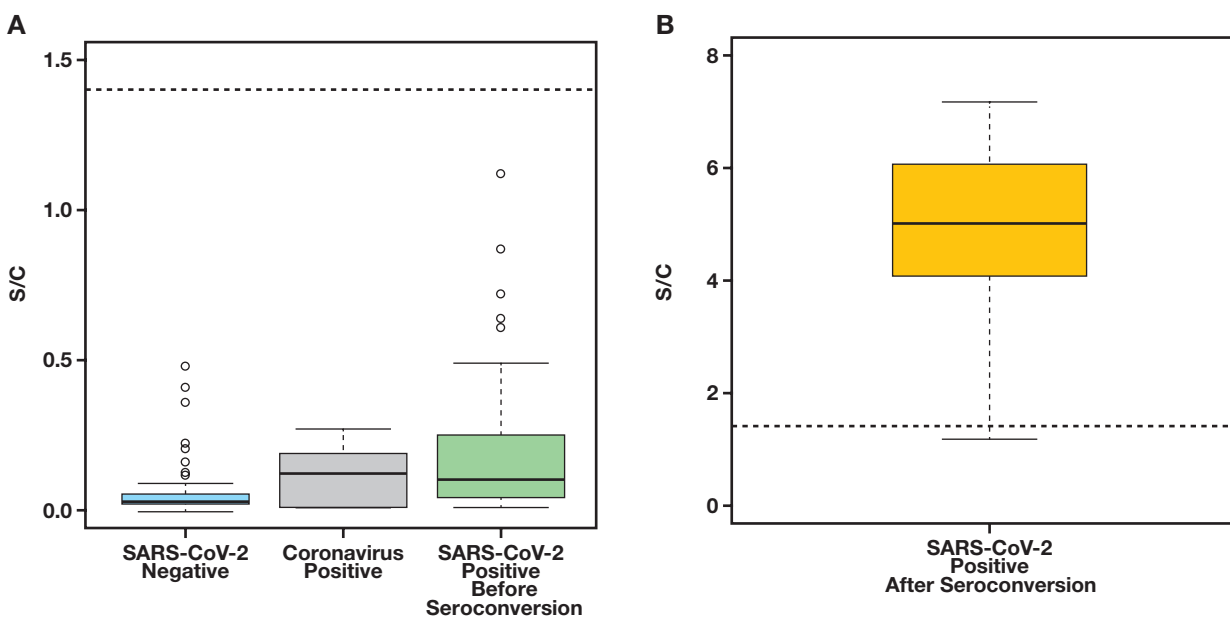 A
S/C
1.5
1.0
0.5
0.0
SARS-CoV-2
Negative
Coronavirus
Positive
SARS-CoV-2
Positive
Before
Seroconversion
B
S/C
8
6
4
2
0
SARS-CoV-2
Positive
After Seroconversion